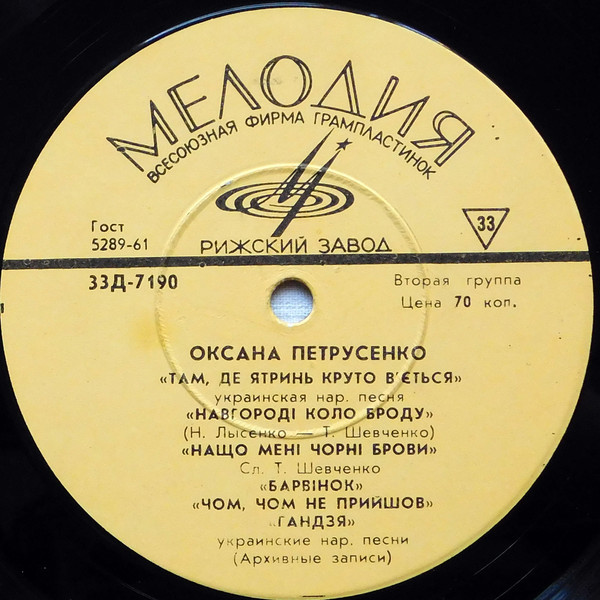 МЕЛОДИЯ
ВСЕСОЮЗНАЯ ФИРМА ГРАМПЛАСТИНОК
Гост
5289-61
33
РИЖСКИЙ ЗАВОД
33Д-7190
Вторая группа
Цена 70 коп.
ОКСАНА ПЕТРУСЕНКО
«ТАМ, ДЕ ЯТРИНЬ КРУТО В'ЄТЬСЯ»
украинская нар. песня
«НАВГОРОДІ КОЛО БРОДУ»
(Н. Лысенко — Т. Шевченко)
«НАЩО МЕНІ ЧОРНІ БРОВИ»
Сл. Т. Шевченко
«БАРВІНОК»
«ЧОМ, ЧОМ НЕ ПРИЙШОВ»
«ГАНДЗЯ»
украинские нар. песни
(Архивные записи)